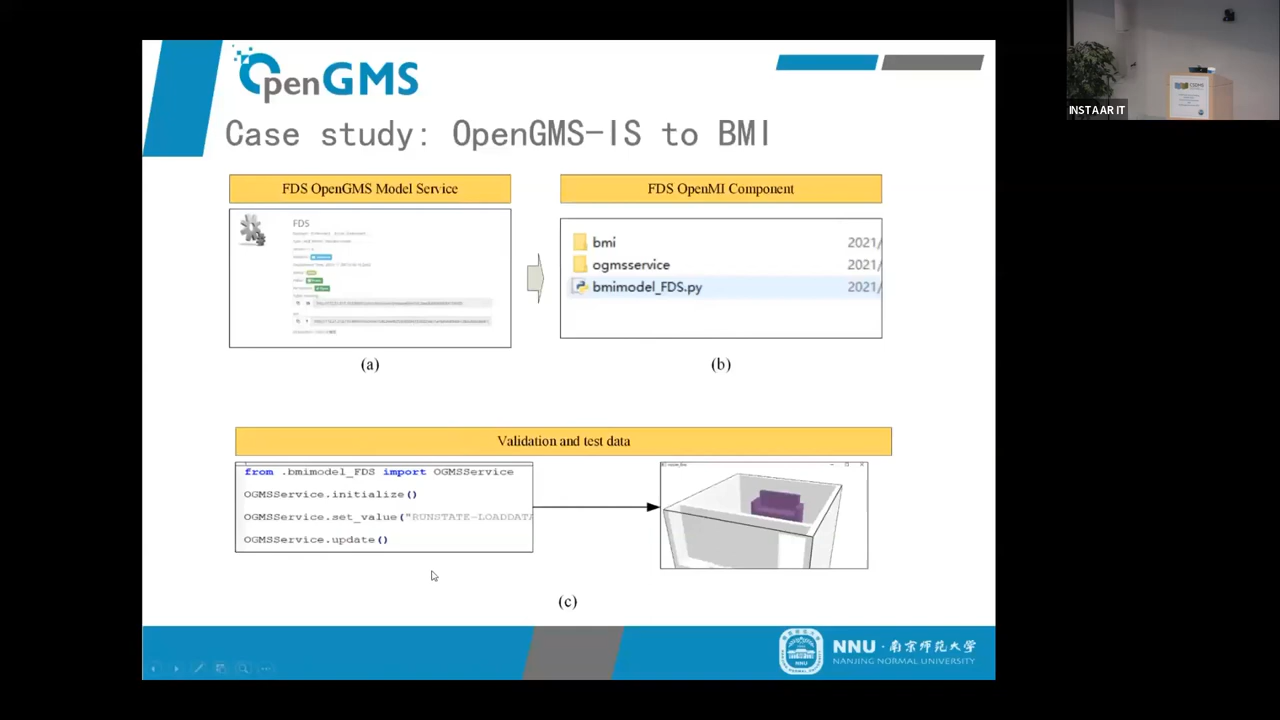 OpenGMS
Case study: OpenGMS-IS to BMI
INSTAAR IT
FDS OpenGMS Model Service
FDS OpenMI Component
FDS
bmi 2021/
ogmsservice 2021/
bmimodel_FDS.py 2021/
(a)
(b)
Validation and test data
from .bmimodel_FDS import OGMSService
OGMSService.initialize()
OGMSService.set_value("RUNSTATE-LOADDATA
OGMSService.update()
(c)
NNU
NNU·南京师范大学
NANJING NORMAL UNIVERSITY